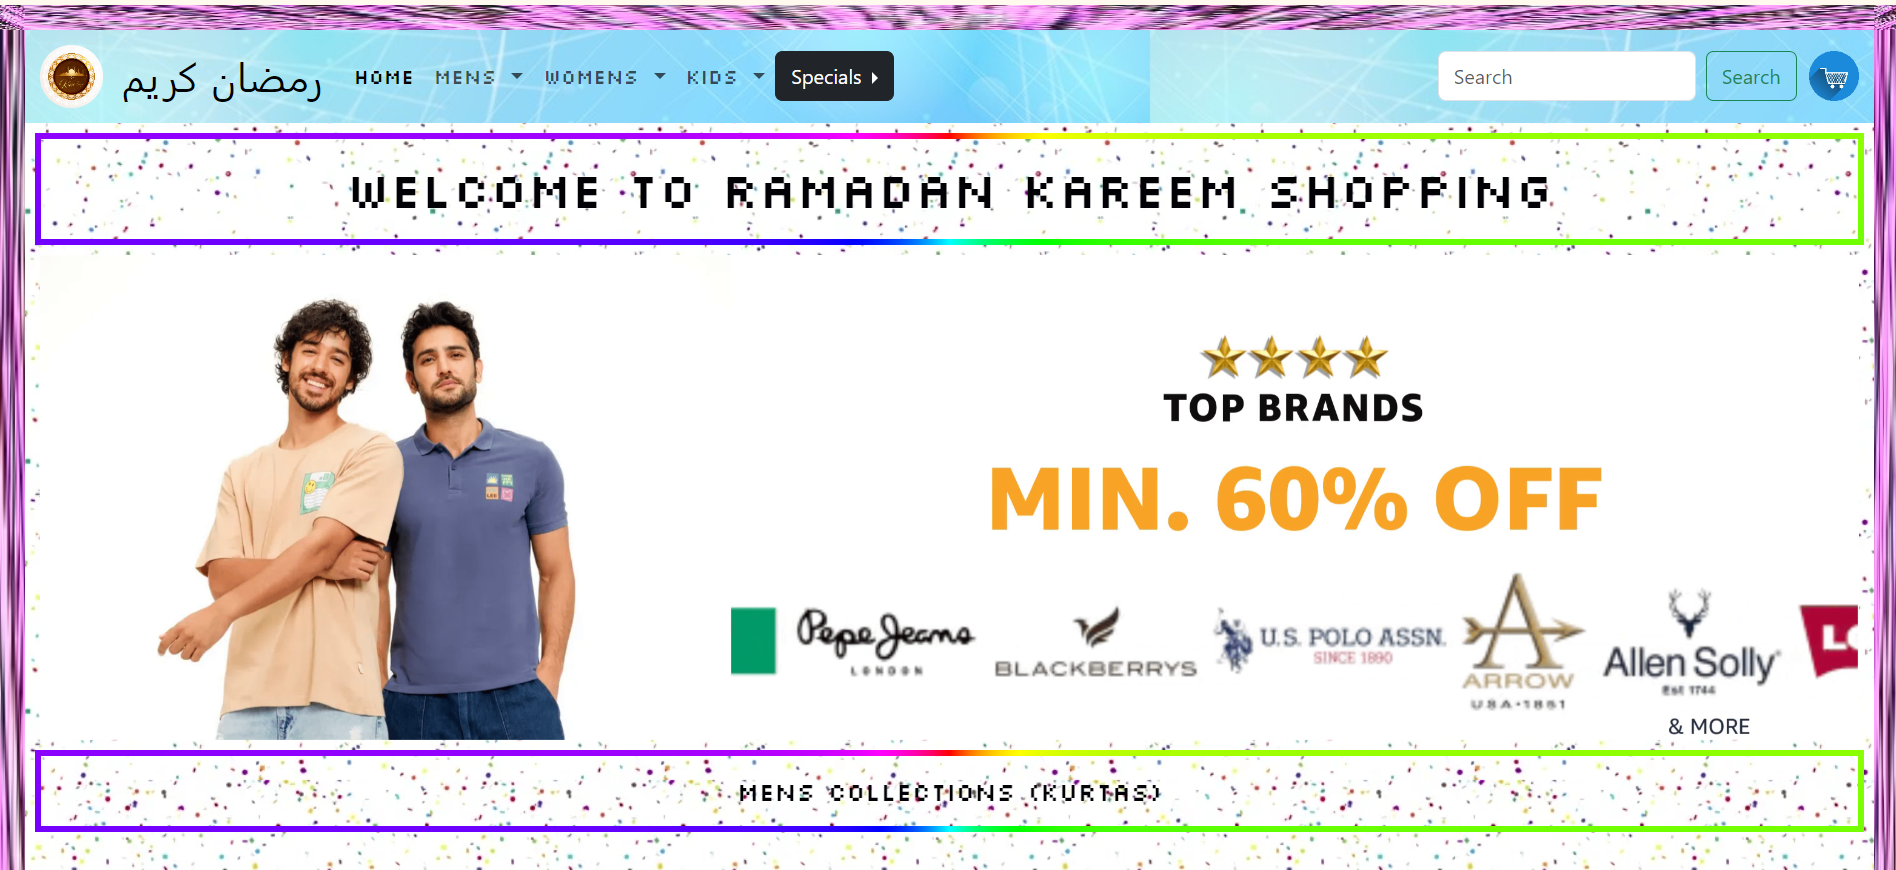 رمضان كريم HOME MENS WOMENS KIDS Specials Search Search
WELCOME TO RAMADAN KAREEM SHOPPING
TOP BRANDS
MIN. 60% OFF
Pepe Jeans
LONDON
BLACKBERRYS
U.S. POLO ASSN.
SINCE 1890
ARROW
USA•1851
Allen Solly
Est 1744
& MORE
MENS COLLECTIONS (KURTAS)